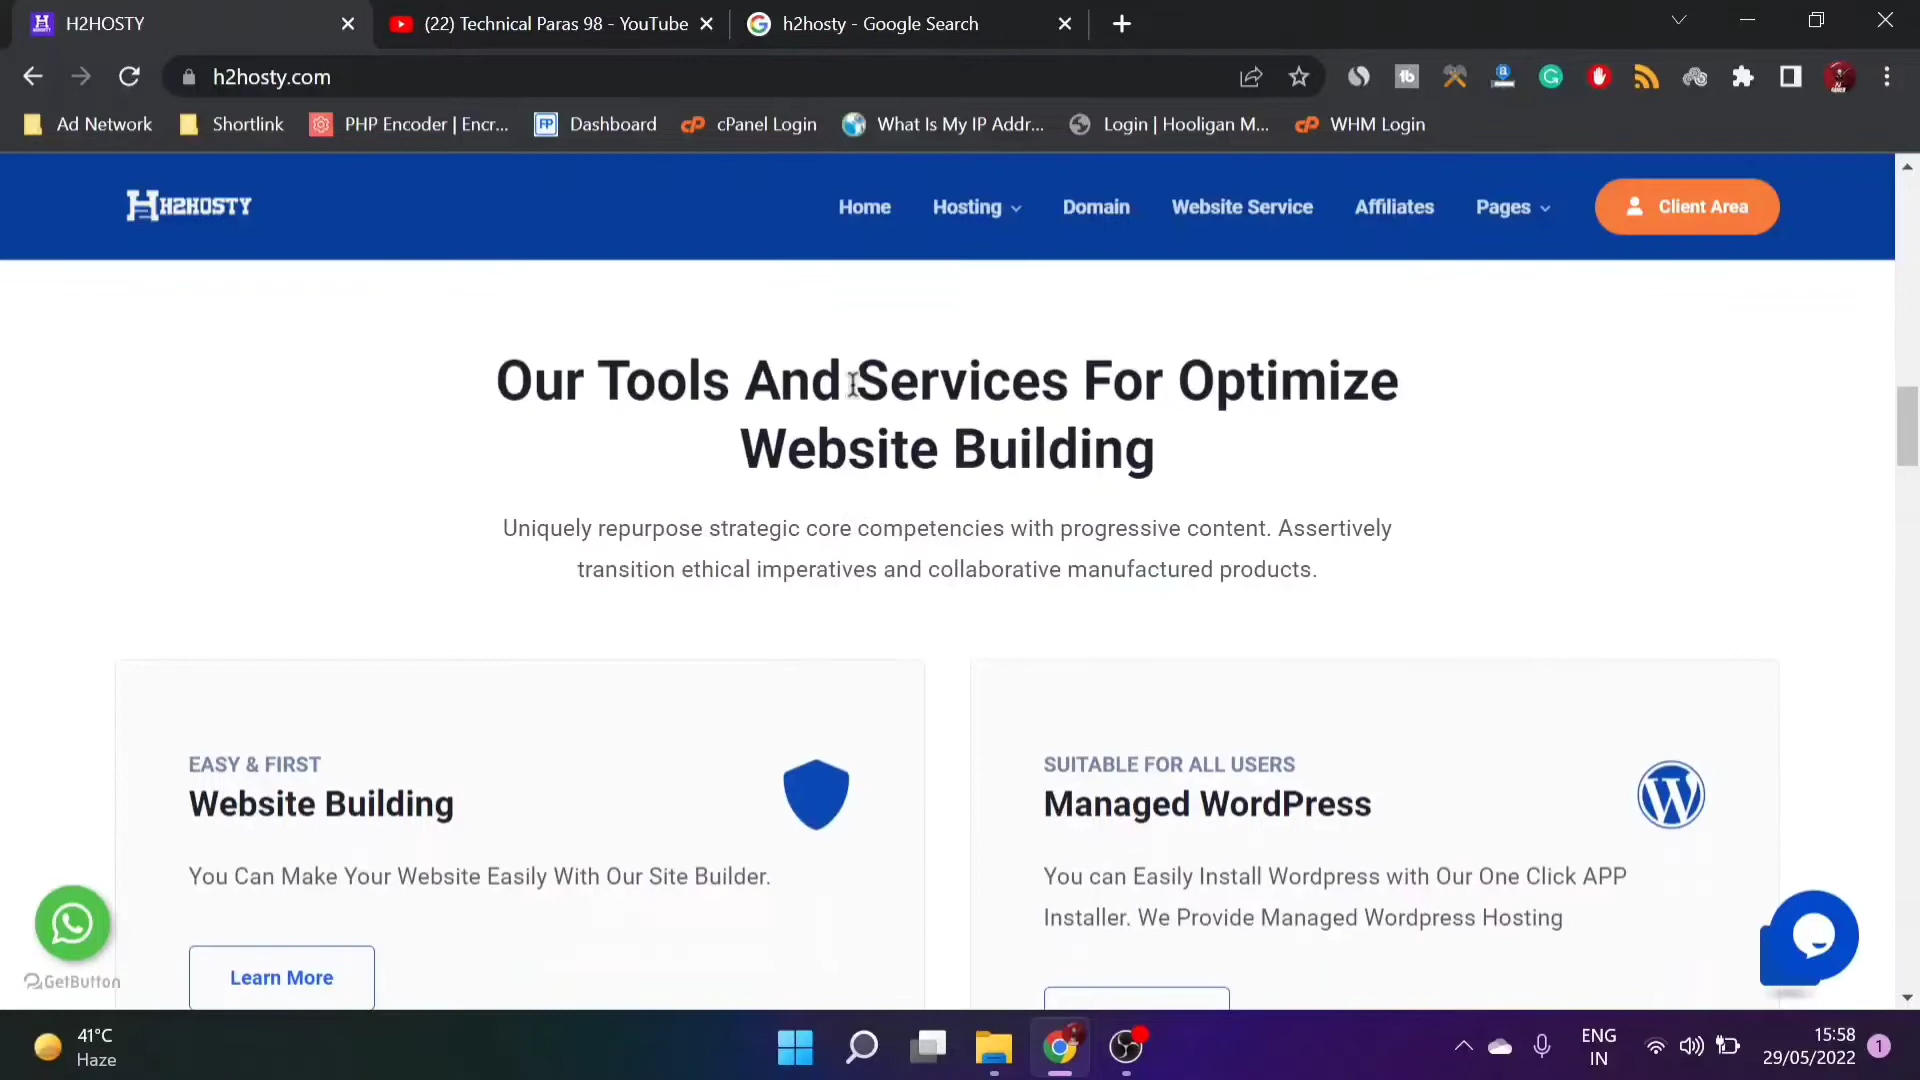 H2HOSTY
(22) Technical Paras 98 - YouTube
h2hosty - Google Search
h2hosty.com
Ad Network
Shortlink
PHP Encoder | Encr...
Dashboard
cPanel Login
What Is My IP Addr...
Login | Hooligan M...
WHM Login
H2HOSTY
Home
Hosting
Domain
Website Service
Affiliates
Pages
Client Area
Our Tools And Services For Optimize
Website Building
Uniquely repurpose strategic core competencies with progressive content. Assertively
transition ethical imperatives and collaborative manufactured products.
EASY & FIRST
Website Building
You Can Make Your Website Easily With Our Site Builder.
Learn More
SUITABLE FOR ALL USERS
Managed WordPress
You can Easily Install Wordpress with Our One Click APP
Installer. We Provide Managed Wordpress Hosting
GetButton
41°C
Haze
ENG
IN
15:58
29/05/2022
1